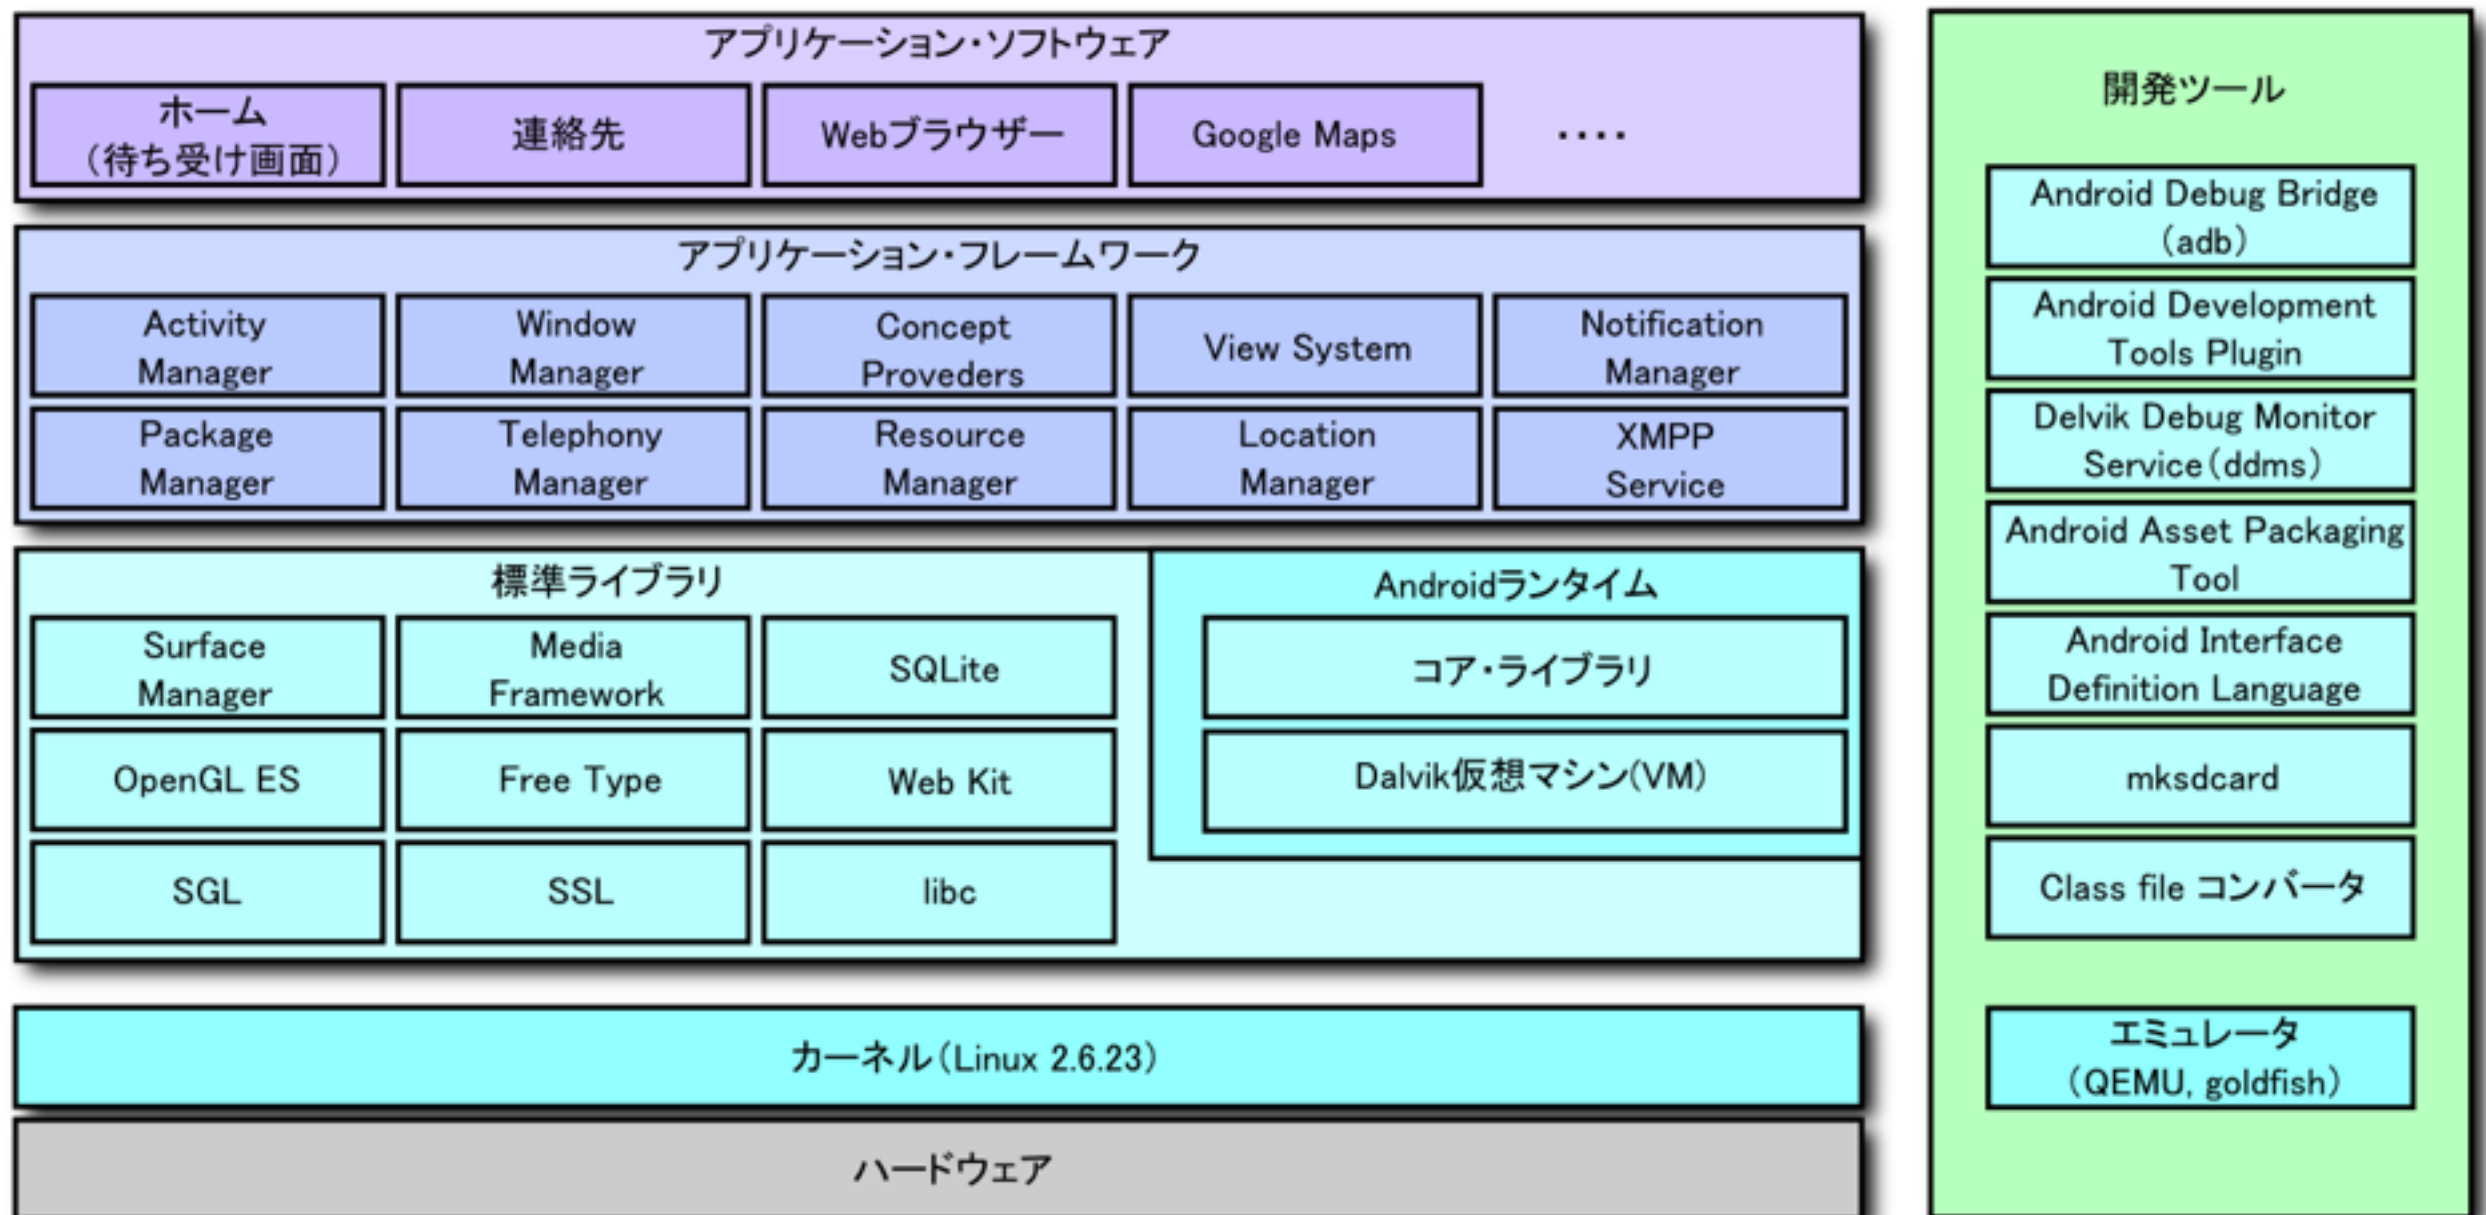 アプリケーション・ソフトウェア
ホーム
（待ち受け画面）
連絡先
Webブラウザー
Google Maps
････
アプリケーション・フレームワーク
Activity
Manager
Window
Manager
Concept
Proveders
View System
Notification
Manager
Package
Manager
Telephony
Manager
Resource
Manager
Location
Manager
XMPP
Service
標準ライブラリ
Surface
Manager
Media
Framework
SQLite
OpenGL ES
Free Type
Web Kit
SGL
SSL
libc
Androidランタイム
コア・ライブラリ
Dalvik仮想マシン(VM)
カーネル（Linux 2.6.23）
ハードウェア
開発ツール
Android Debug Bridge
（adb）
Android Development
Tools Plugin
Delvik Debug Monitor
Service（ddms）
Android Asset Packaging
Tool
Android Interface
Definition Language
mksdcard
Class file コンバータ
エミュレータ
（QEMU, goldfish）